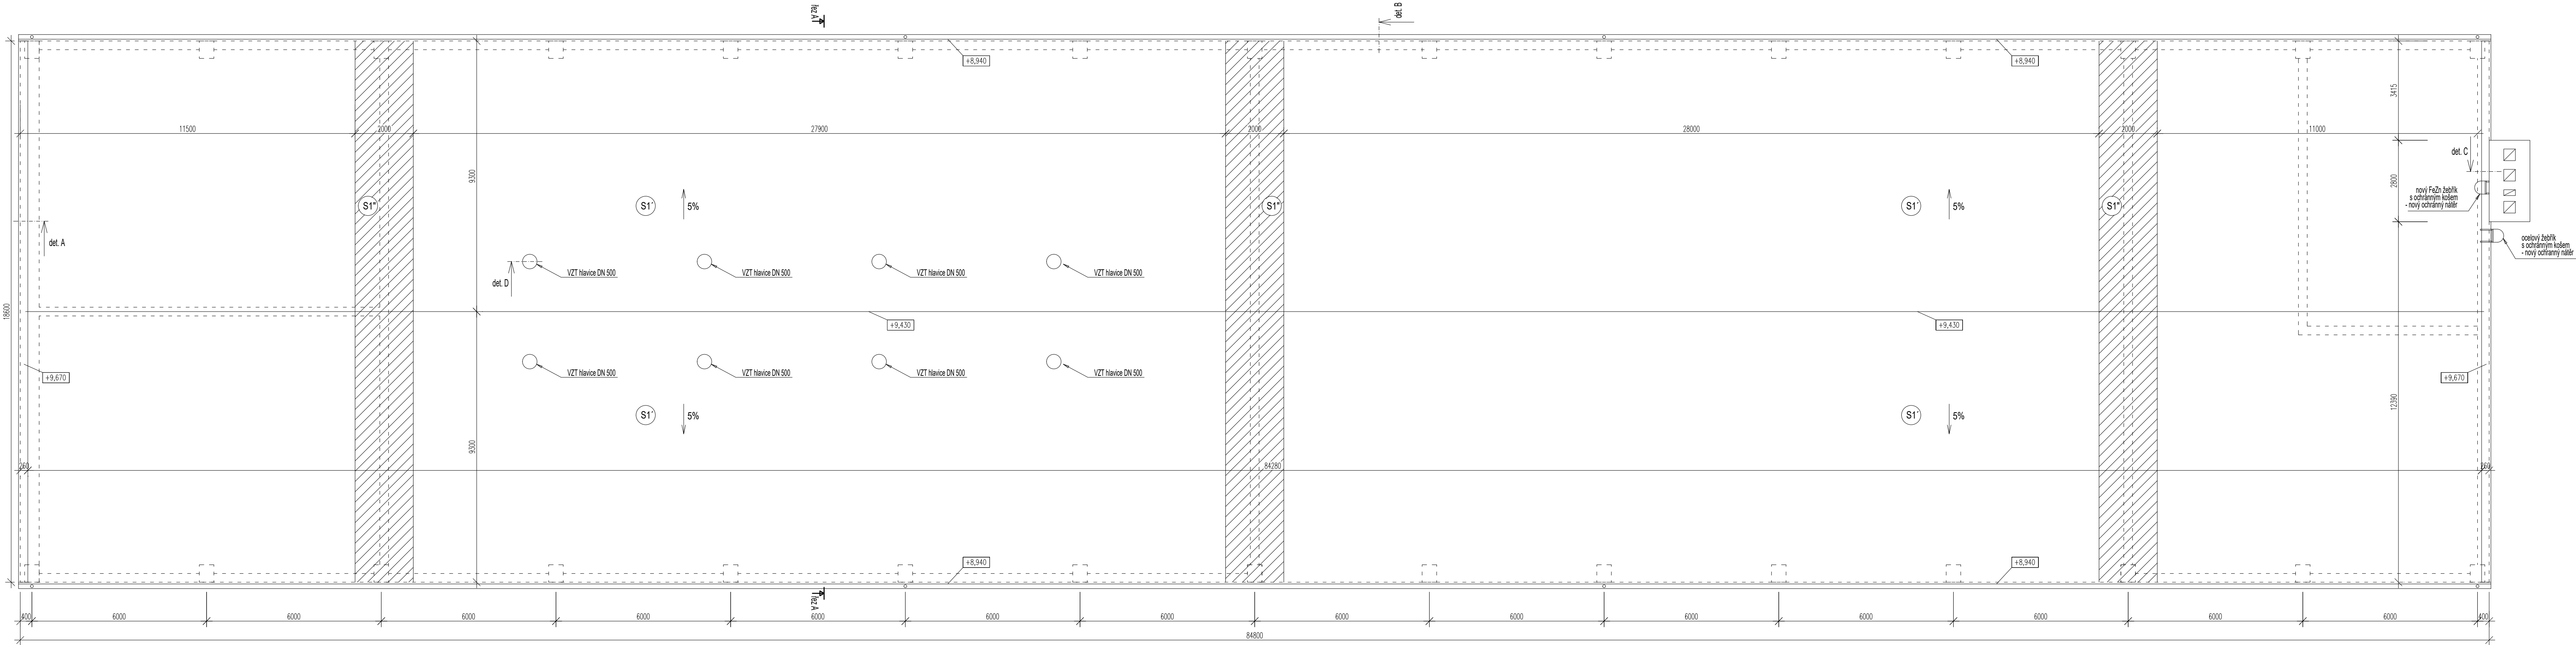 řez A
det. B
+8,940
+8,940
11500
2000
27900
2000
28000
2000
11000
3415
det. C
9300
2800
nový FeZn žebřík
s ochranným košem
- nový ochranný nátěr
S1"
S1'
5%
S1"
S1'
5%
S1"
det. A
ocelový žebřík
s ochranným košem
- nový ochranný nátěr
det. D
VZT hlavice DN 500
VZT hlavice DN 500
VZT hlavice DN 500
VZT hlavice DN 500
18600
+9,430
+9,430
+9,670
VZT hlavice DN 500
VZT hlavice DN 500
VZT hlavice DN 500
VZT hlavice DN 500
+9,670
12390
S1'
5%
S1'
5%
9300
260
84280
260
+8,940
+8,940
řez A
400
6000
6000
6000
6000
6000
6000
6000
6000
6000
6000
6000
6000
6000
6000
400
84800